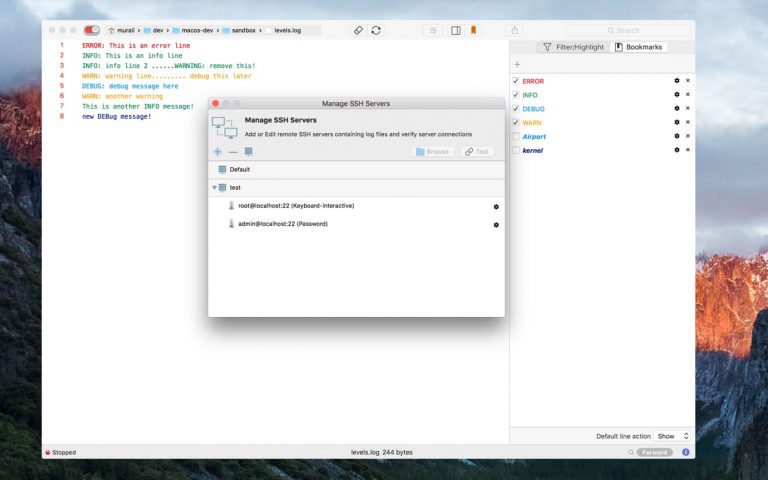 murali › dev › macos-dev › sandbox › levels.log
Search
1 ERROR: This is an error line
2 INFO: This is an info line
3 INFO: info line 2 ......WARNING: remove this!
4 WARN: warning line......... debug this later
5 DEBUG: debug message here
6 WARN: another warning
7 This is another INFO message!
8 new DEBug message!
Manage SSH Servers
Manage SSH Servers
Add or Edit remote SSH servers containing log files and verify server connections
Browse
Test
Default
test
root@localhost:22 (Keyboard-interactive)
admin@localhost:22 (Password)
Filter/Highlight
Bookmarks
ERROR
INFO
DEBUG
WARN
Airport
kernel
Default line action Show
Stopped
levels.log 244 bytes
Forward